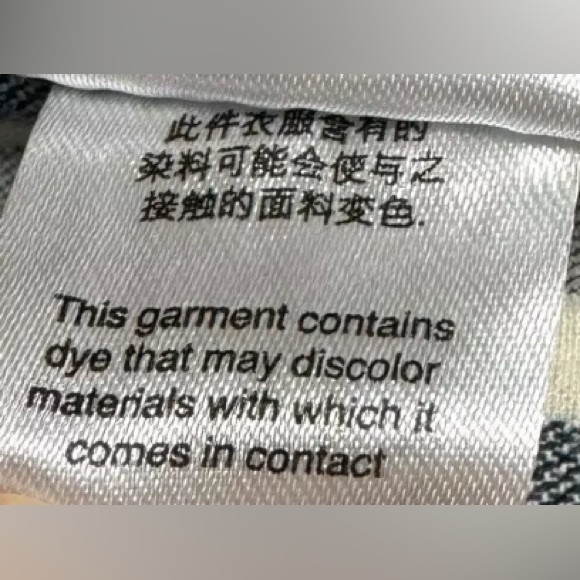 此件衣服含有的
染料可能会使与之
接触的面料变色.
This garment contains
dye that may discolor
materials with which it
comes in contact